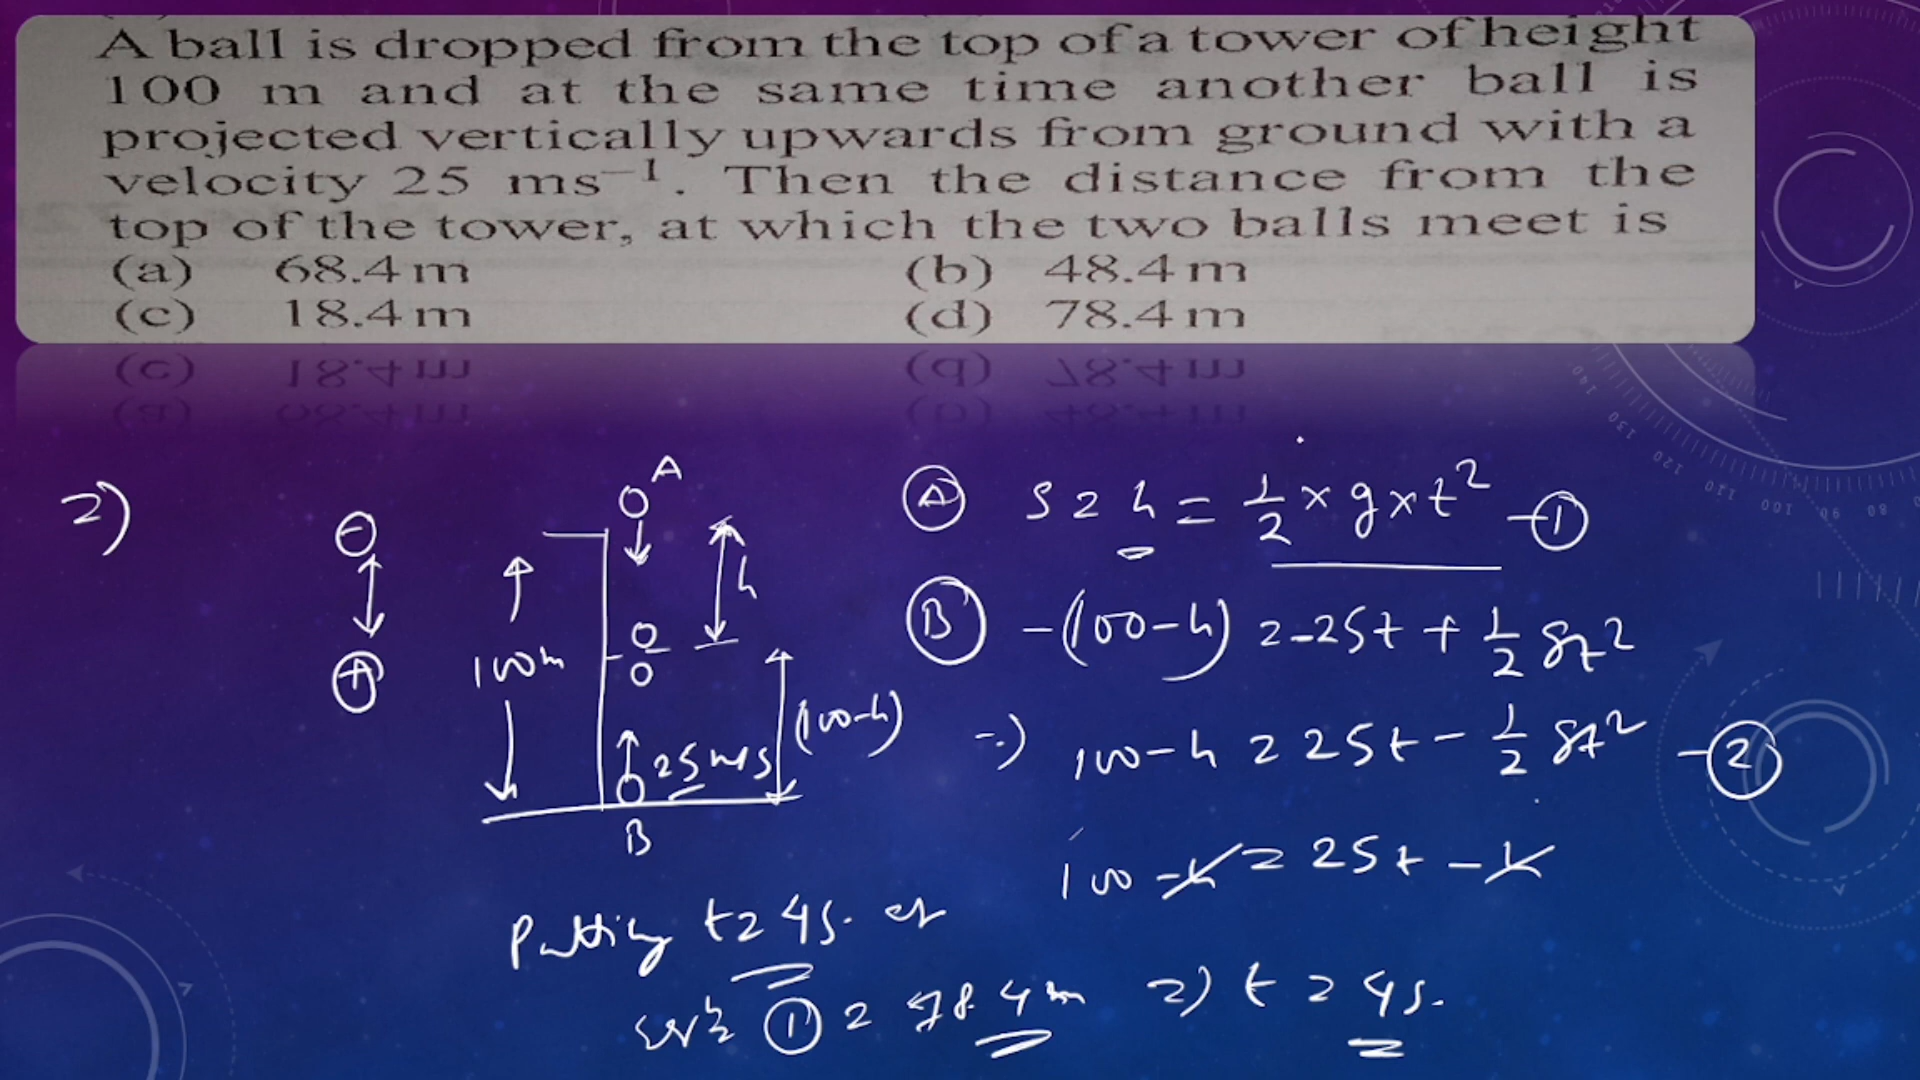 A ball is dropped from the top of a tower of height
100 m and at the same time another ball is
projected vertically upwards from ground with a
velocity 25 ms⁻¹. Then the distance from the
top of the tower, at which the two balls meet is
(a) 68.4 m (b) 48.4 m
(c) 18.4 m (d) 78.4 m
2)
A
h
100m
(100-h)
25 m/s
B
(A) S = h = 1/2 × g × t² - (1)
(B) -(100-h) = -25t + 1/2 gt²
=) 100-h = 25t - 1/2 gt² - (2)
100-h = 25t - h
=) t = 4s.
Putting t = 4s. (1) = 78.4m